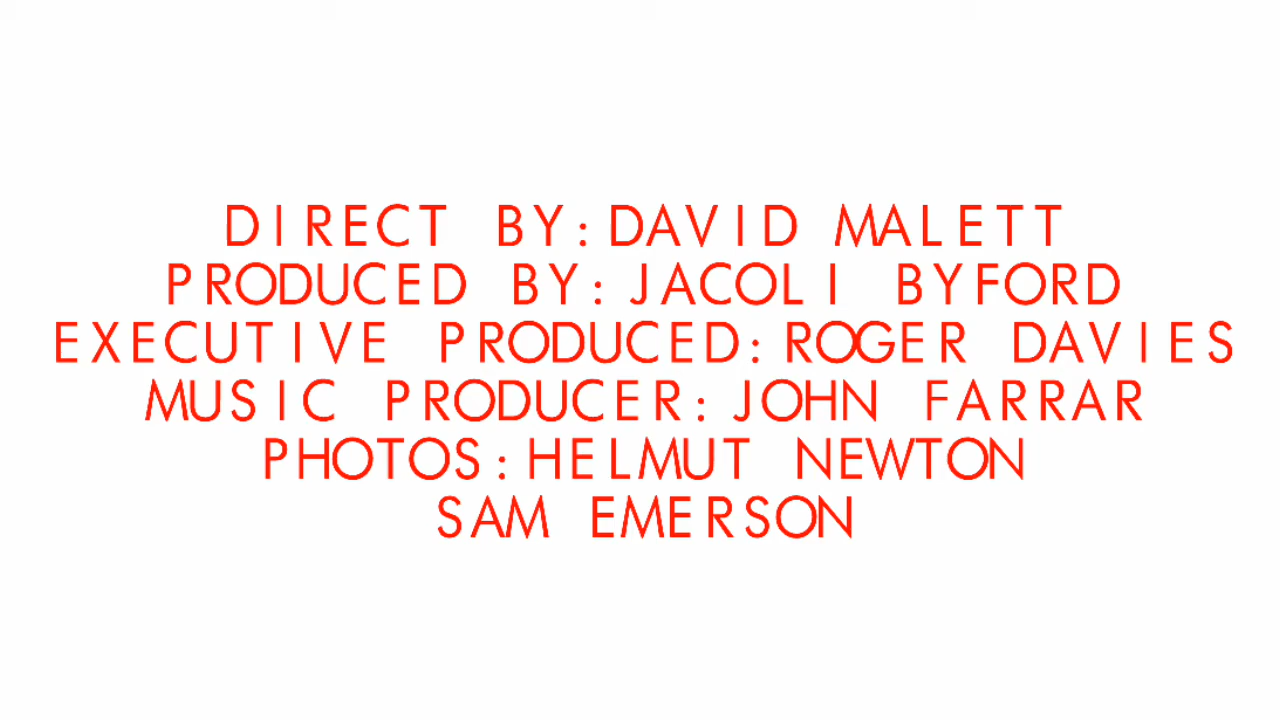 DIRECT BY: DAVID MALETT
PRODUCED BY: JACOLI BYFORD
EXECUTIVE PRODUCED: ROGER DAVIES
MUSIC PRODUCER: JOHN FARRAR
PHOTOS: HELMUT NEWTON
SAM EMERSON